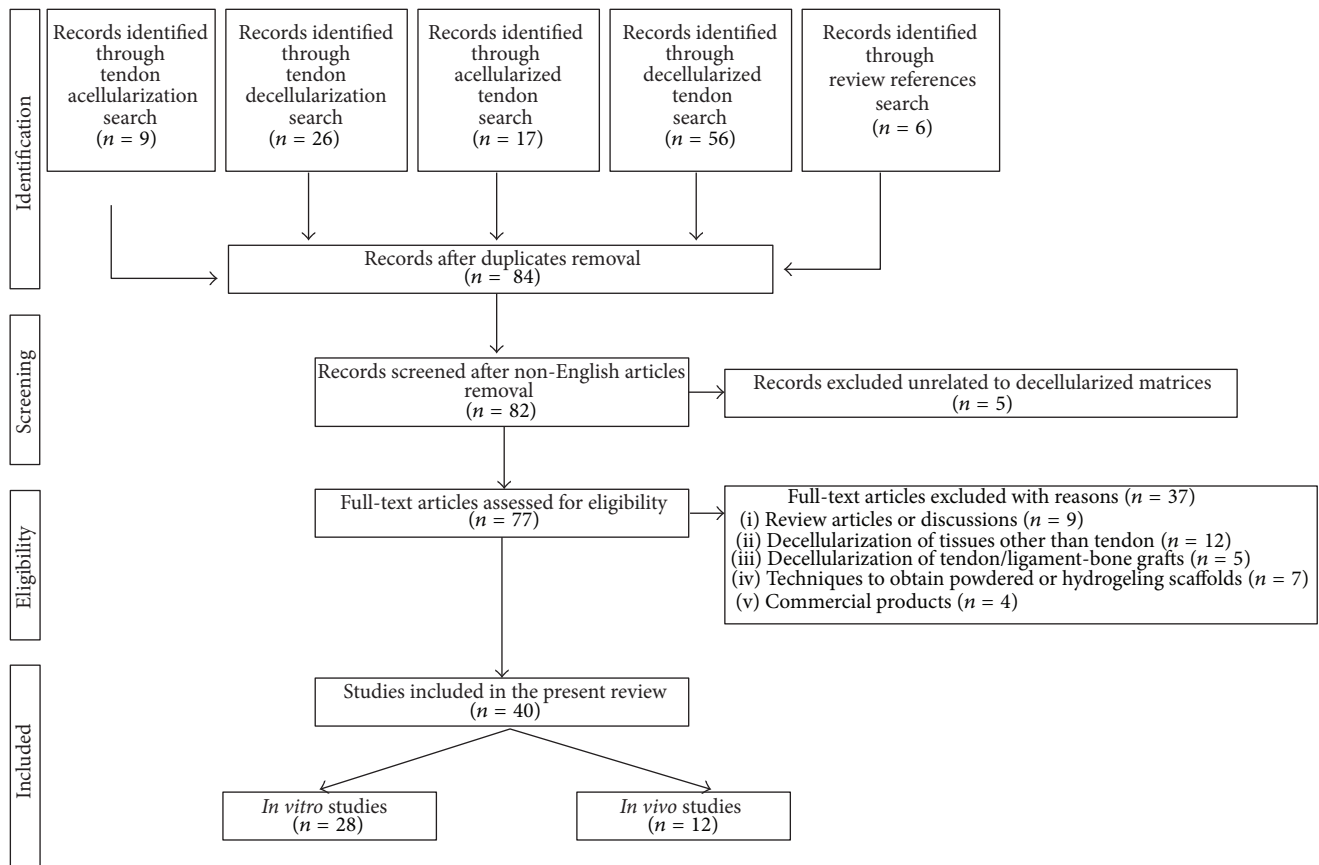 Identification
Records identified
through
tendon
acellularization
search
(n = 9)
Records identified
through
tendon
decellularization
search
(n = 26)
Records identified
through
acellularized
tendon
search
(n = 17)
Records identified
through
decellularized
tendon
search
(n = 56)
Records identified
through
review references
search
(n = 6)
Records after duplicates removal
(n = 84)
Screening
Records screened after non-English articles
removal
(n = 82)
Records excluded unrelated to decellularized matrices
(n = 5)
Eligibility
Full-text articles assessed for eligibility
(n = 77)
Full-text articles excluded with reasons (n = 37)
(i) Review articles or discussions (n = 9)
(ii) Decellularization of tissues other than tendon (n = 12)
(iii) Decellularization of tendon/ligament-bone grafts (n = 5)
(iv) Techniques to obtain powdered or hydrogeling scaffolds (n = 7)
(v) Commercial products (n = 4)
Included
Studies included in the present review
(n = 40)
In vitro studies
(n = 28)
In vivo studies
(n = 12)